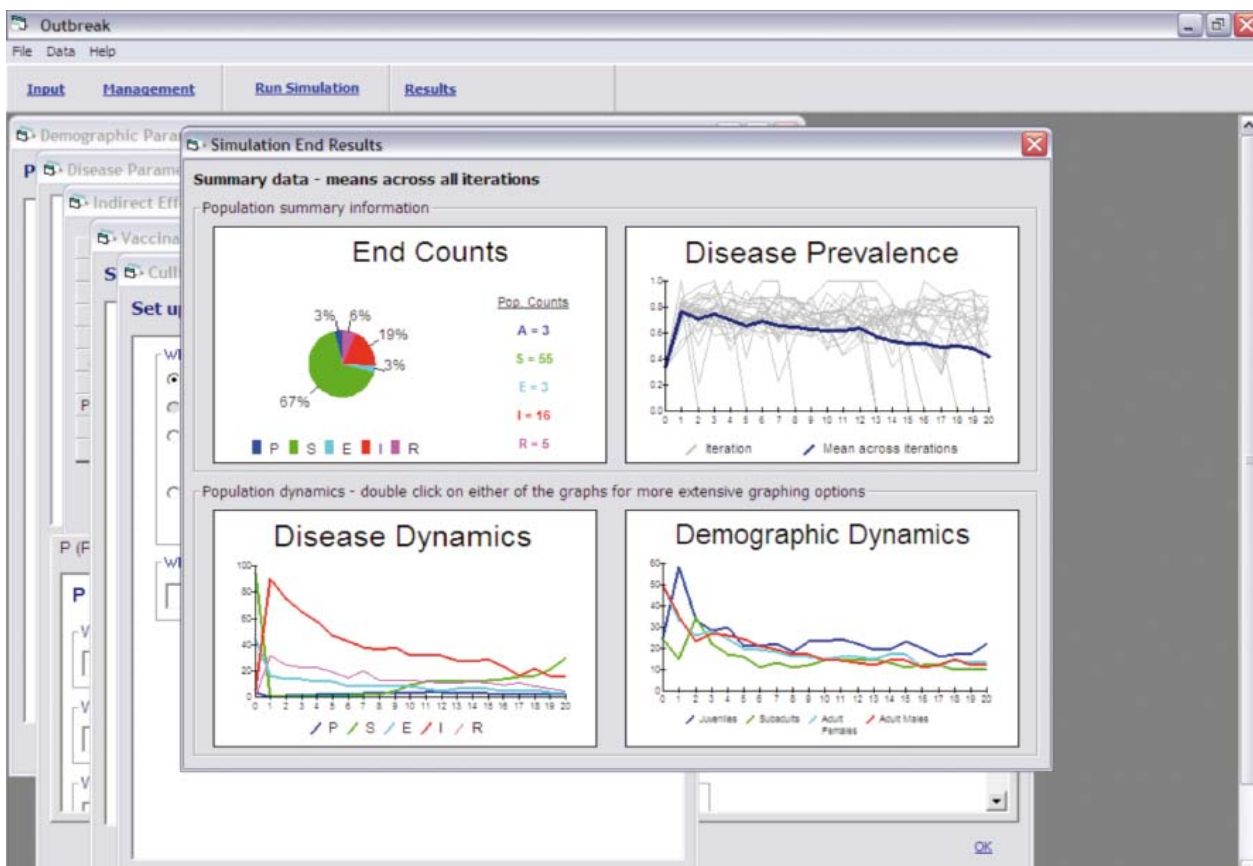 Outbreak
File Data Help
Input Management Run Simulation Results
Demographic Para
P
Disease Parame
Indirect Eff
Vaccina
S
Cull
Set u
P
P (F
P
Simulation End Results
Summary data - means across all iterations
Population summary information
End Counts
3% 6%
19%
3%
67%
Pop. Counts
A = 3
S = 55
E = 3
I = 16
R = 5
P S E I R
Disease Prevalence
1.0
0.8
0.6
0.4
0.2
0.0
0 1 2 3 4 5 6 7 8 9 10 11 12 13 14 15 16 17 18 19 20
Iteration Mean across iterations
Population dynamics - double click on either of the graphs for more extensive graphing options
Disease Dynamics
100
80
60
40
20
0
0 1 2 3 4 5 6 7 8 9 10 11 12 13 14 15 16 17 18 19 20
P S E I R
Demographic Dynamics
60
50
40
30
20
10
0
0 1 2 3 4 5 6 7 8 9 10 11 12 13 14 15 16 17 18 19 20
Juveniles Subadults Adult Females Adult Males
OK